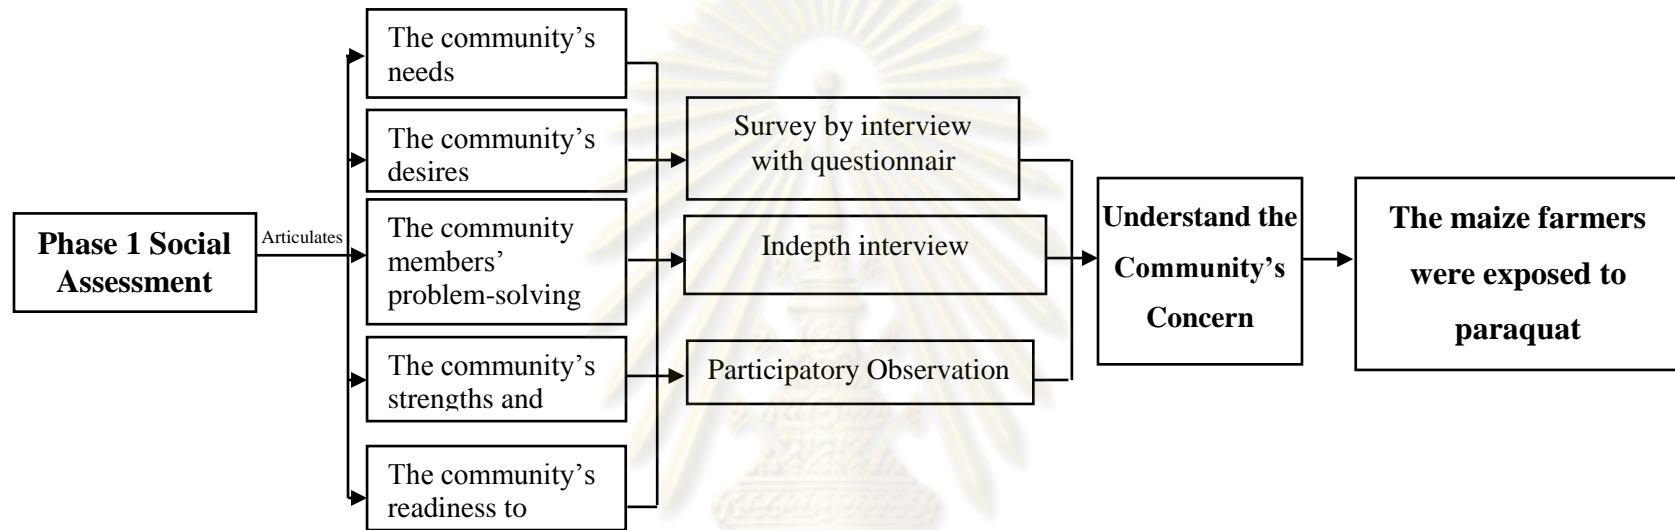 Phase 1 Social
Assessment
Articulates
The community’s
needs
The community’s
desires
The community
members’
problem-solving
The community’s
strengths and
The community’s
readiness to
Survey by interview
with questionnair
Indepth interview
Participatory Observation
Understand the
Community’s
Concern
The maize farmers
were exposed to
paraquat